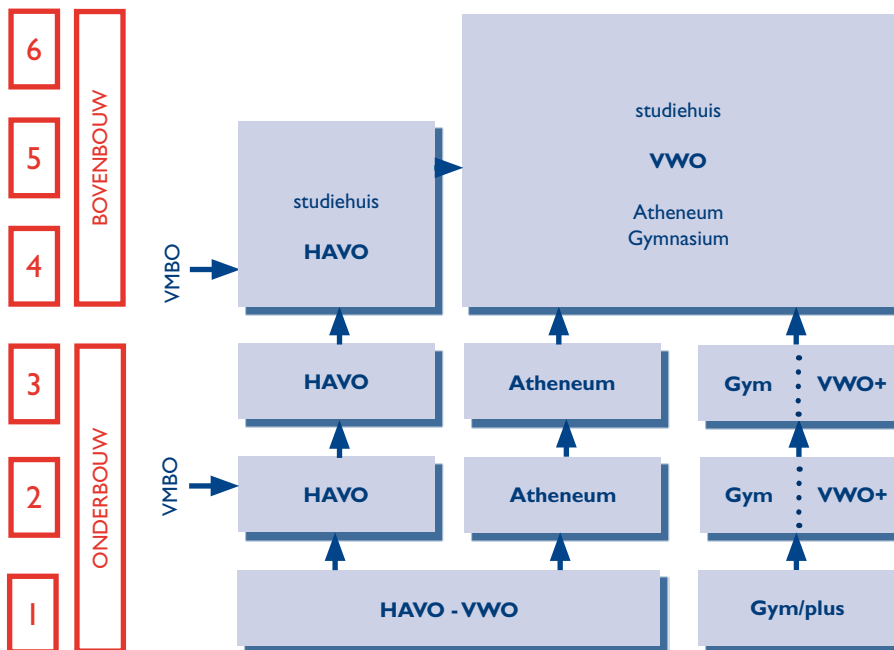 6
5
4
BOVENBOUW
3
2
1
ONDERBOUW
studiehuis
VWO
Atheneum
Gymnasium
studiehuis
HAVO
VMBO
HAVO
Atheneum
Gym
VWO+
VMBO
HAVO
Atheneum
Gym
VWO+
HAVO - VWO
Gym/plus